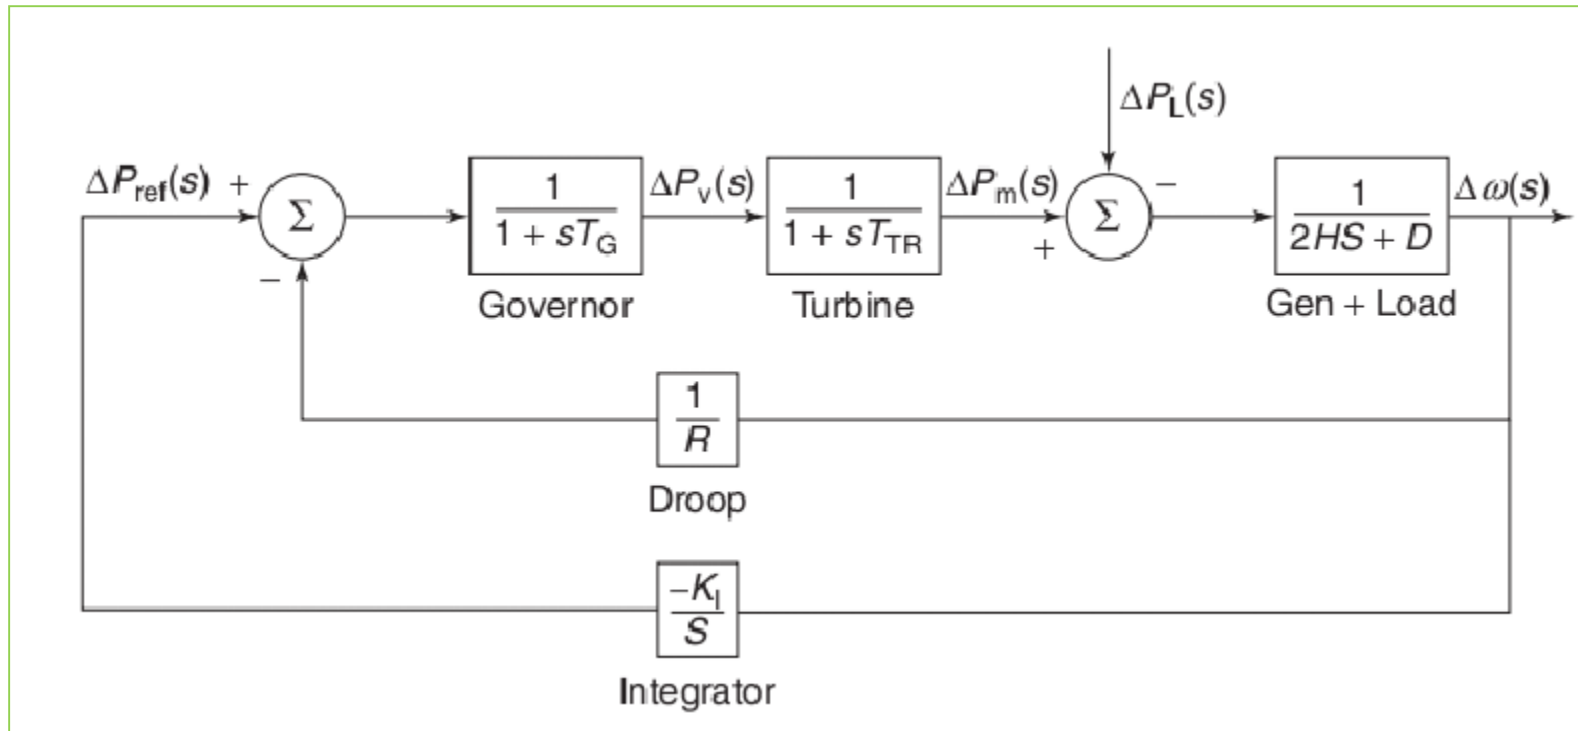 ΔP_L(s)
ΔP_ref(s) +
Σ
1
1 + sT_G
ΔP_v(s)
1
1 + sT_TR
ΔP_m(s)
Σ
−
1
2HS + D
Δω(s)
−
+
Governor
Turbine
Gen + Load
1
R
Droop
−K_I
S
Integrator